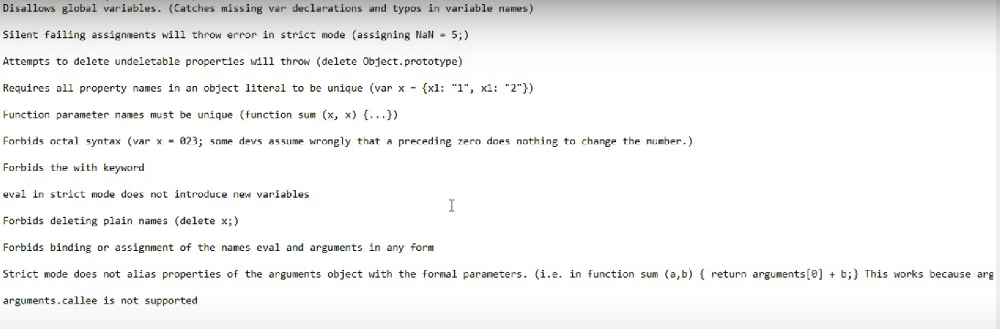 Disallows global variables. (Catches missing var declarations and typos in variable names)
Silent failing assignments will throw error in strict mode (assigning NaN = 5;)
Attempts to delete undeletable properties will throw (delete Object.prototype)
Requires all property names in an object literal to be unique (var x = {x1: "1", x1: "2"})
Function parameter names must be unique (function sum (x, x) {...})
Forbids octal syntax (var x = 023; some devs assume wrongly that a preceding zero does nothing to change the number.)
Forbids the with keyword
eval in strict mode does not introduce new variables
Forbids deleting plain names (delete x;)
Forbids binding or assignment of the names eval and arguments in any form
Strict mode does not alias properties of the arguments object with the formal parameters. (i.e. in function sum (a,b) { return arguments[0] + b;} This works because arg
arguments.callee is not supported